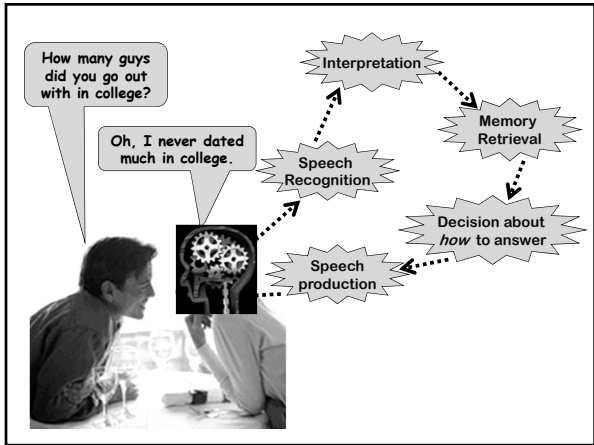 How many guys
did you go out
with in college?
Oh, I never dated
much in college.
Speech
Recognition
Interpretation
Memory
Retrieval
Decision about
how to answer
Speech
production